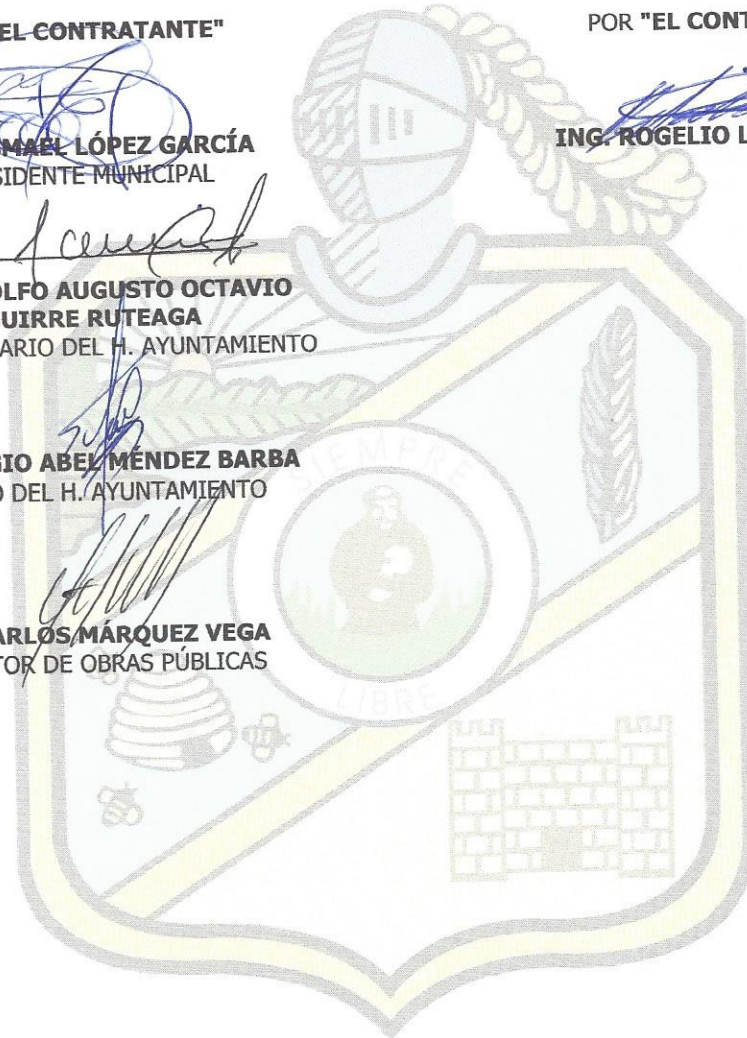 EL CONTRATANTE"
POR "EL CONT
MAEL LÓPEZ GARCÍA
SIDENTE MUNICIPAL
ING. ROGELIO L
OLFO AUGUSTO OCTAVIO
UIRRE RUTEAGA
ARIO DEL H. AYUNTAMIENTO
GIO ABEL MÉNDEZ BARBA
O DEL H. AYUNTAMIENTO
ARLOS MÁRQUEZ VEGA
TOR DE OBRAS PÚBLICAS
SIEMPRE
LIBRE